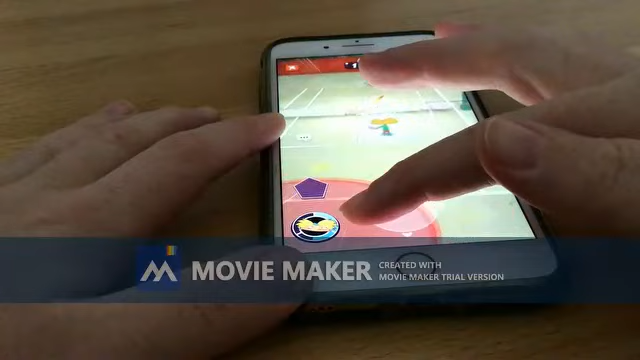 MOVIE MAKER
CREATED WITH
MOVIE MAKER TRIAL VERSION